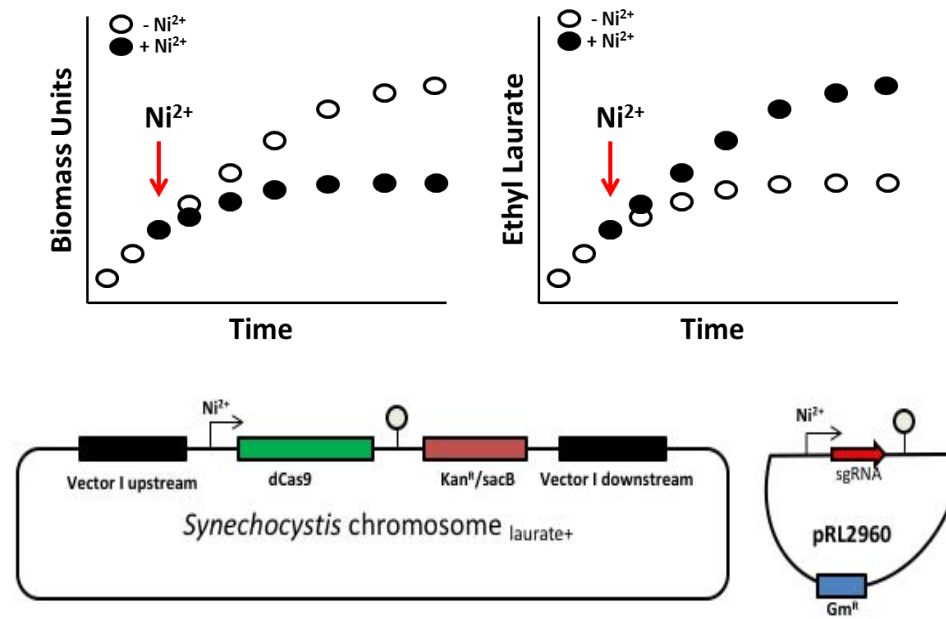 - Ni²⁺
+ Ni²⁺
Biomass Units
Ni²⁺
Time
- Ni²⁺
+ Ni²⁺
Ethyl Laurate
Ni²⁺
Time
Ni²⁺
Vector I upstream
dCas9
Kanᴿ/sacB
Vector I downstream
Synechocystis chromosome laurate+
Ni²⁺
sgRNA
pRL2960
Gmᴿ